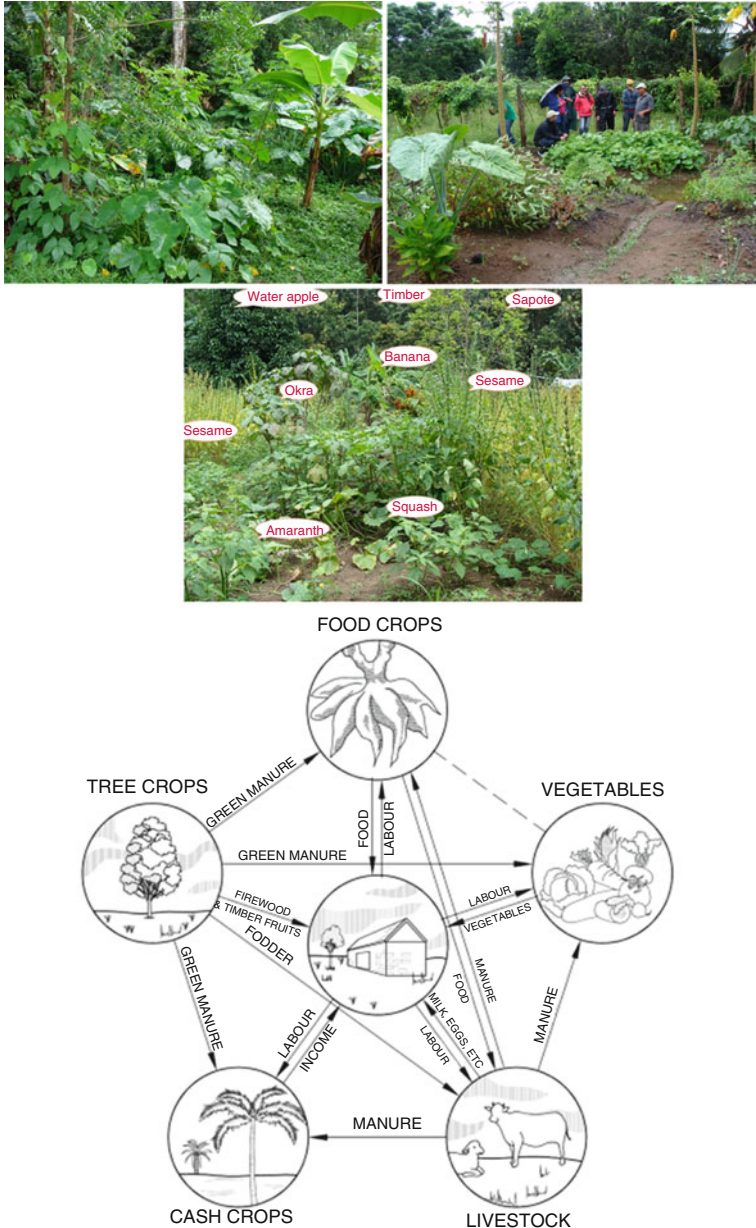 Water apple
Timber
Sapote
Banana
Okra
Sesame
Sesame
Squash
Amaranth
FOOD CROPS
TREE CROPS
VEGETABLES
GREEN MANURE
FOOD
LABOUR
GREEN MANURE
FIREWOOD
& TIMBER FRUITS
LABOUR
VEGETABLES
FODDER
GREEN MANURE
MANURE
FOOD
MILK, EGGS, ETC
LABOUR
LABOUR
INCOME
MANURE
MANURE
CASH CROPS
LIVESTOCK